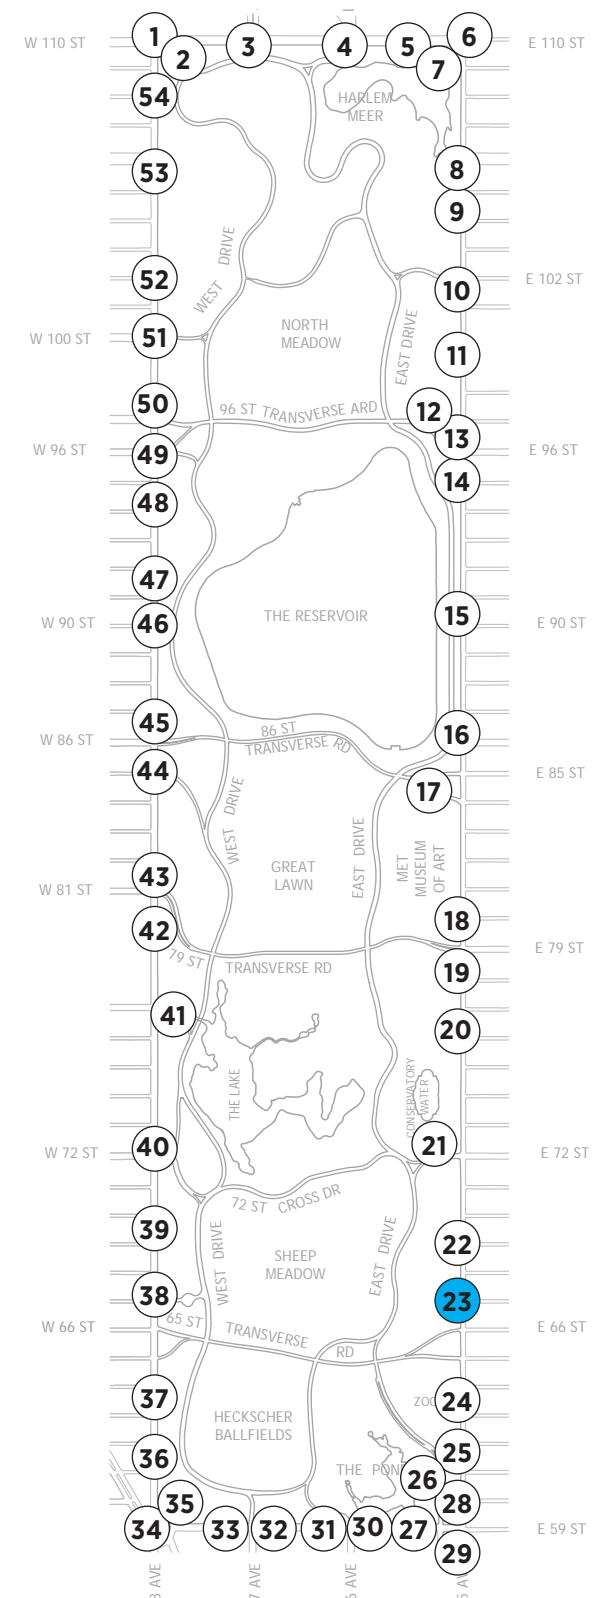 1
2
3
4
5
6
W 110 ST
E 110 ST
7
54
HARLEM
MEER
53
8
9
WEST DRIVE
52
10
E 102 ST
W 100 ST
51
NORTH
MEADOW
EAST DRIVE
11
50
96 ST TRANSVERSE ARD
12
13
W 96 ST
49
E 96 ST
14
48
47
W 90 ST
46
THE RESERVOIR
15
E 90 ST
45
W 86 ST
86 ST
TRANSVERSE RD
16
44
E 85 ST
17
WEST DRIVE
EAST DRIVE
MET
MUSEUM
OF ART
GREAT
LAWN
43
W 81 ST
42
18
79 ST
TRANSVERSE RD
E 79 ST
19
41
20
THE LAKE
CONSERVATORY
WATER
W 72 ST
40
21
E 72 ST
72 ST CROSS DR
39
WEST DRIVE
SHEEP
MEADOW
EAST DRIVE
22
38
23
W 66 ST
65 ST
TRANSVERSE
RD
E 66 ST
37
ZOO
24
HECKSCHER
BALLFIELDS
36
25
THE PON
26
35
28
34
33
32
31
30
27
E 59 ST
29
8 AVE
7 AVE
6 AVE
5 AV